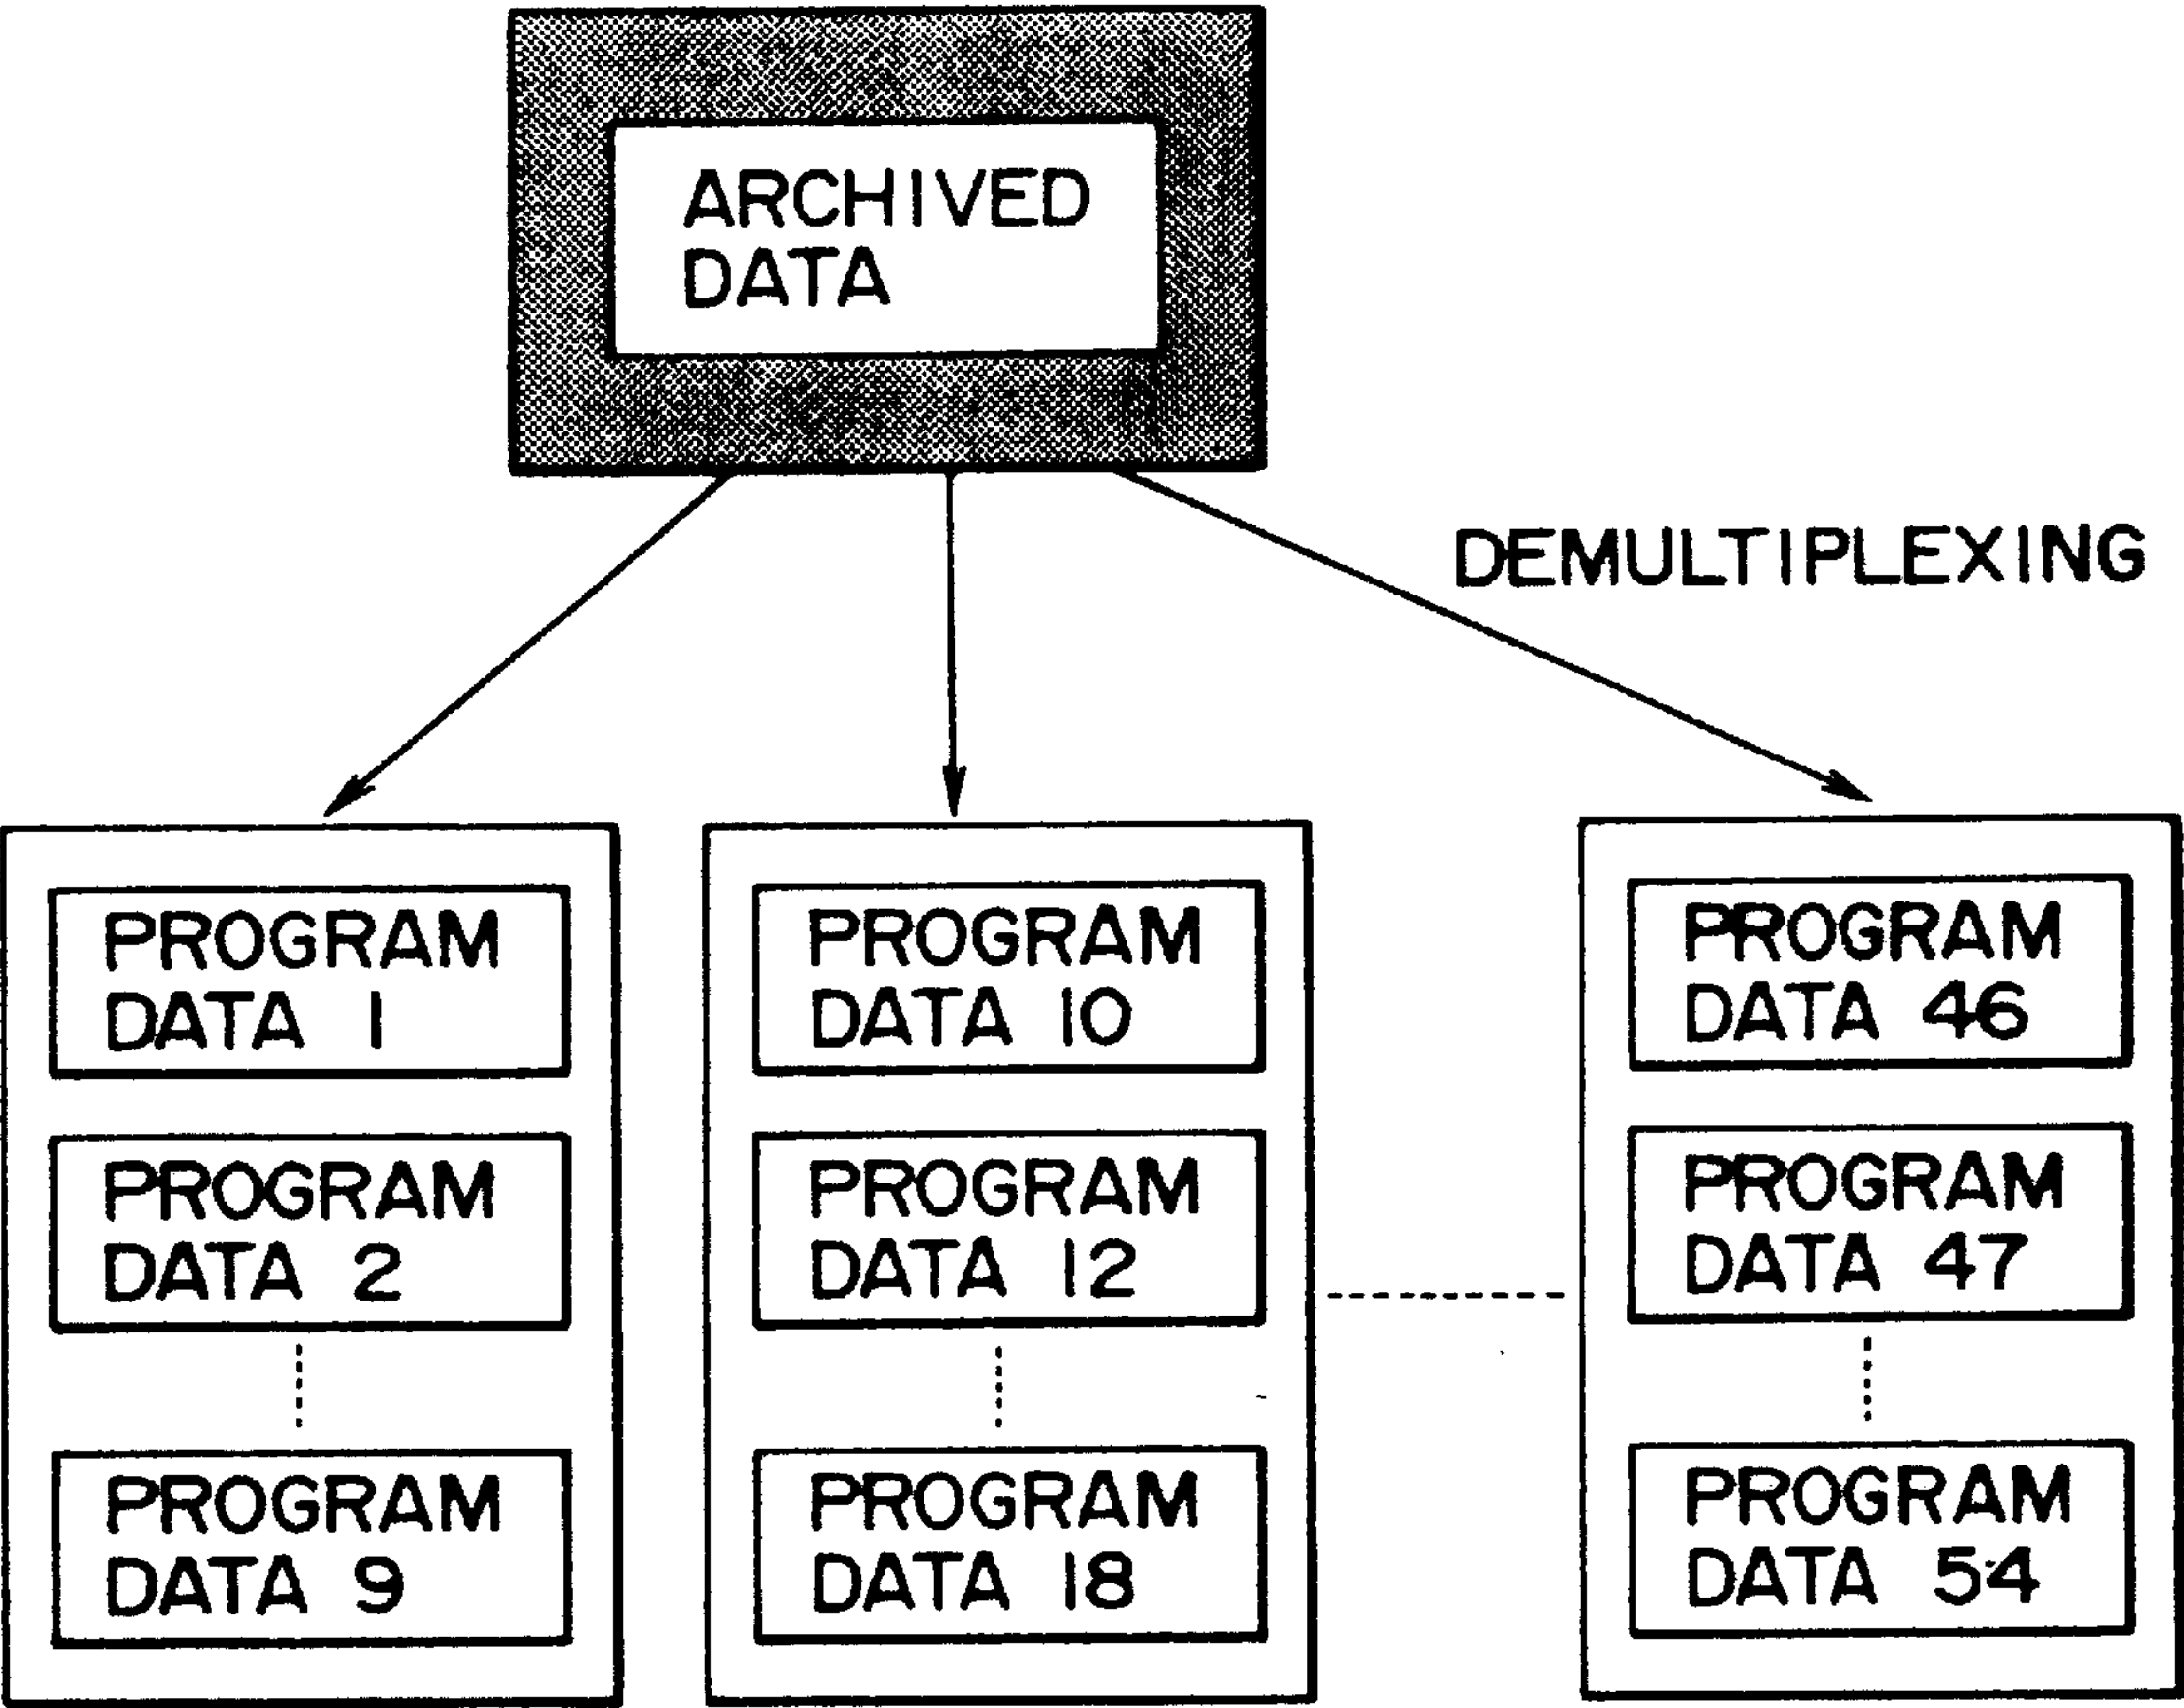 ARCHIVED
DATA
DEMULTIPLEXING
PROGRAM
DATA 1
PROGRAM
DATA 2
PROGRAM
DATA 9
PROGRAM
DATA 10
PROGRAM
DATA 12
PROGRAM
DATA 18
PROGRAM
DATA 46
PROGRAM
DATA 47
PROGRAM
DATA 54